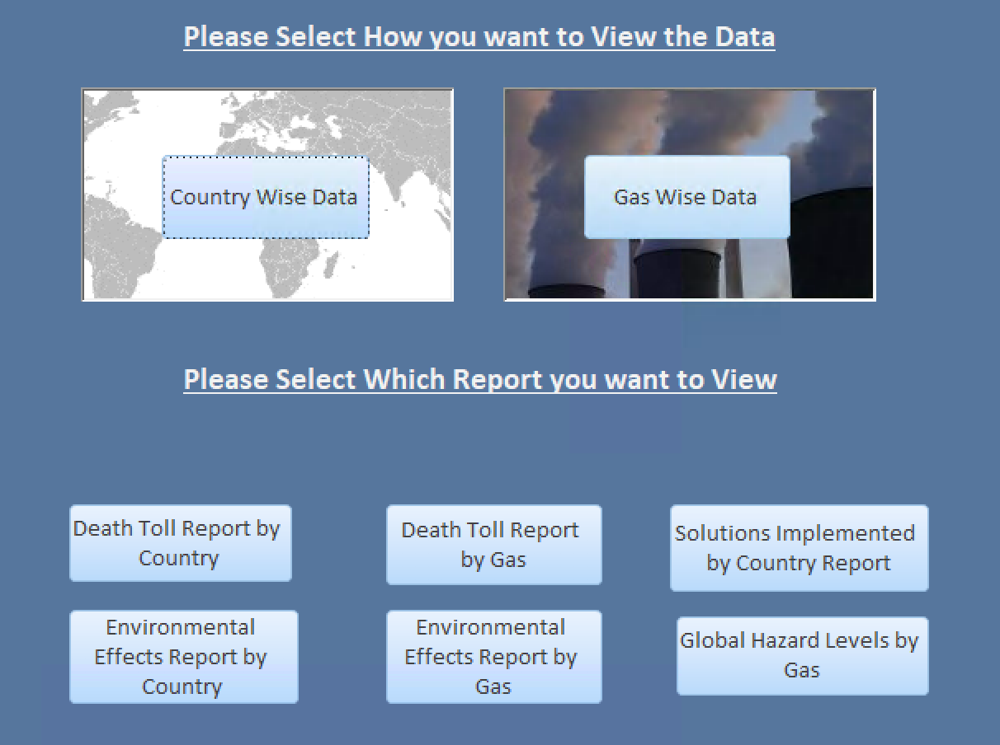 Please Select How you want to View the Data
Country Wise Data
Gas Wise Data
Please Select Which Report you want to View
Death Toll Report by
Country
Death Toll Report
by Gas
Solutions Implemented
by Country Report
Environmental
Effects Report by
Country
Environmental
Effects Report by
Gas
Global Hazard Levels by
Gas